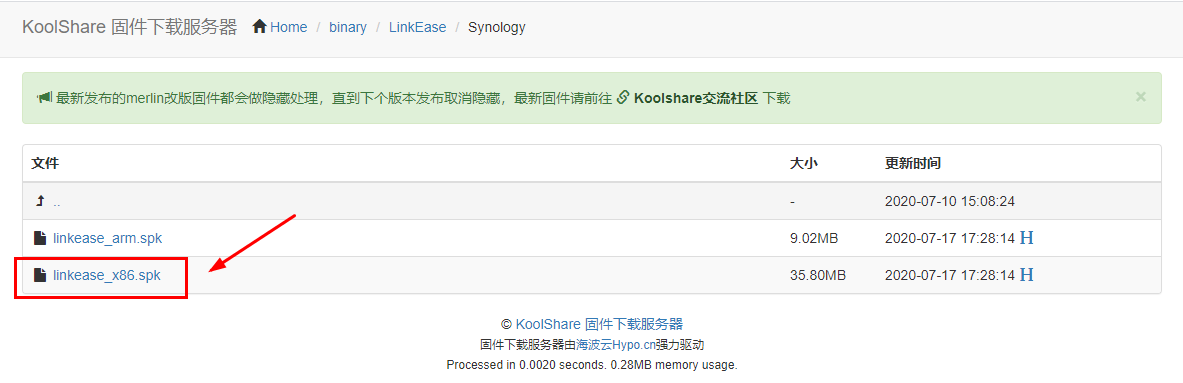 KoolShare 固件下载服务器 Home / binary / LinkEase / Synology
最新发布的merlin改版固件都会做隐藏处理，直到下个版本发布取消隐藏，最新固件请前往 Koolshare交流社区 下载 ×
文件 大小 更新时间
.. - 2020-07-10 15:08:24
linkease_arm.spk 9.02MB 2020-07-17 17:28:14 H
linkease_x86.spk 35.80MB 2020-07-17 17:28:14 H
© KoolShare 固件下载服务器
固件下载服务器由海波云Hypo.cn强力驱动
Processed in 0.0020 seconds. 0.28MB memory usage.